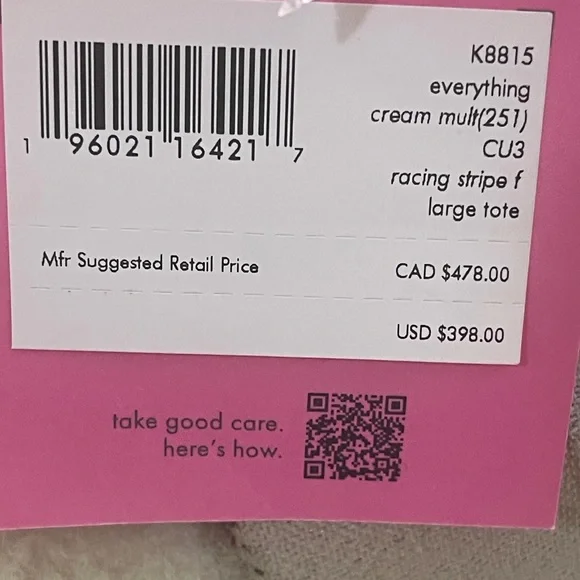 K8815
everything
cream mult(251)
CU3
racing stripe f
large tote
1 96021 16421 7
Mfr Suggested Retail Price CAD $478.00
USD $398.00
take good care.
here's how.